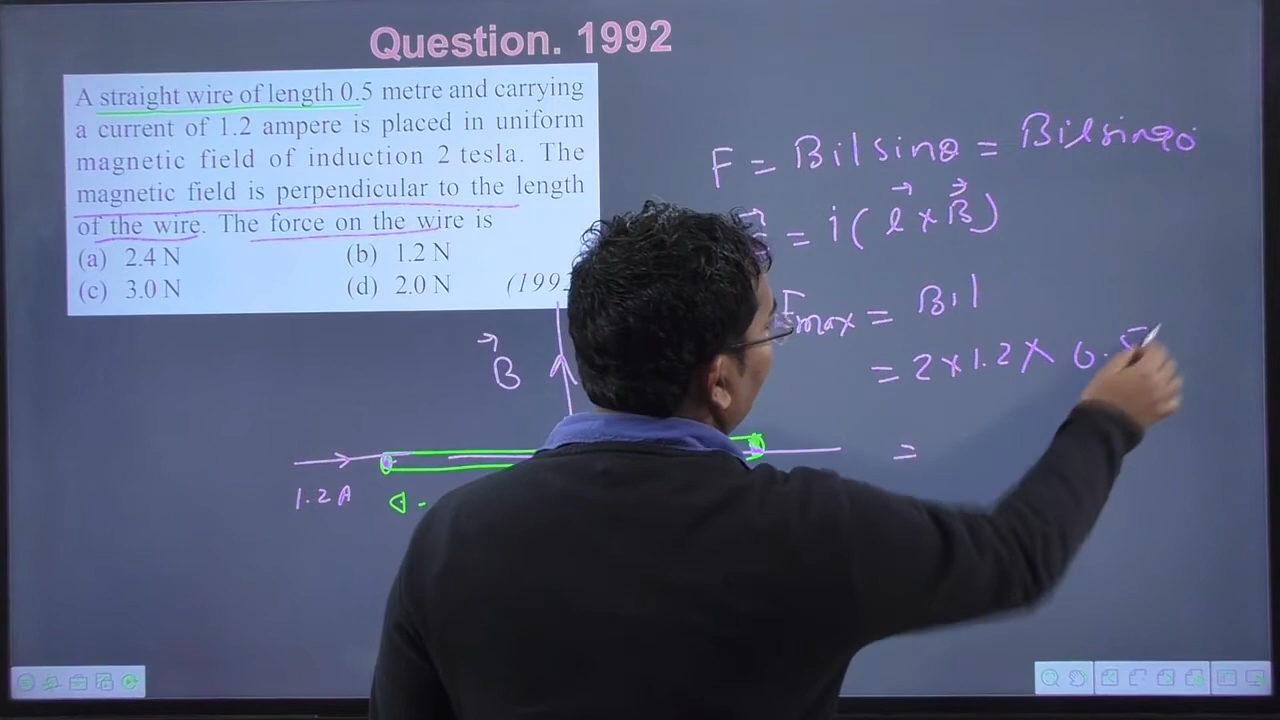 Question. 1992
A straight wire of length 0.5 metre and carrying
a current of 1.2 ampere is placed in uniform
magnetic field of induction 2 tesla. The
magnetic field is perpendicular to the length
of the wire. The force on the wire is
(a) 2.4 N (b) 1.2 N
(c) 3.0 N (d) 2.0 N
F = Bil sinθ = Bil sin90
= i(l × B)
Fmax = Bil
= 2 × 1.2 × 0.5
=
B
1.2 A